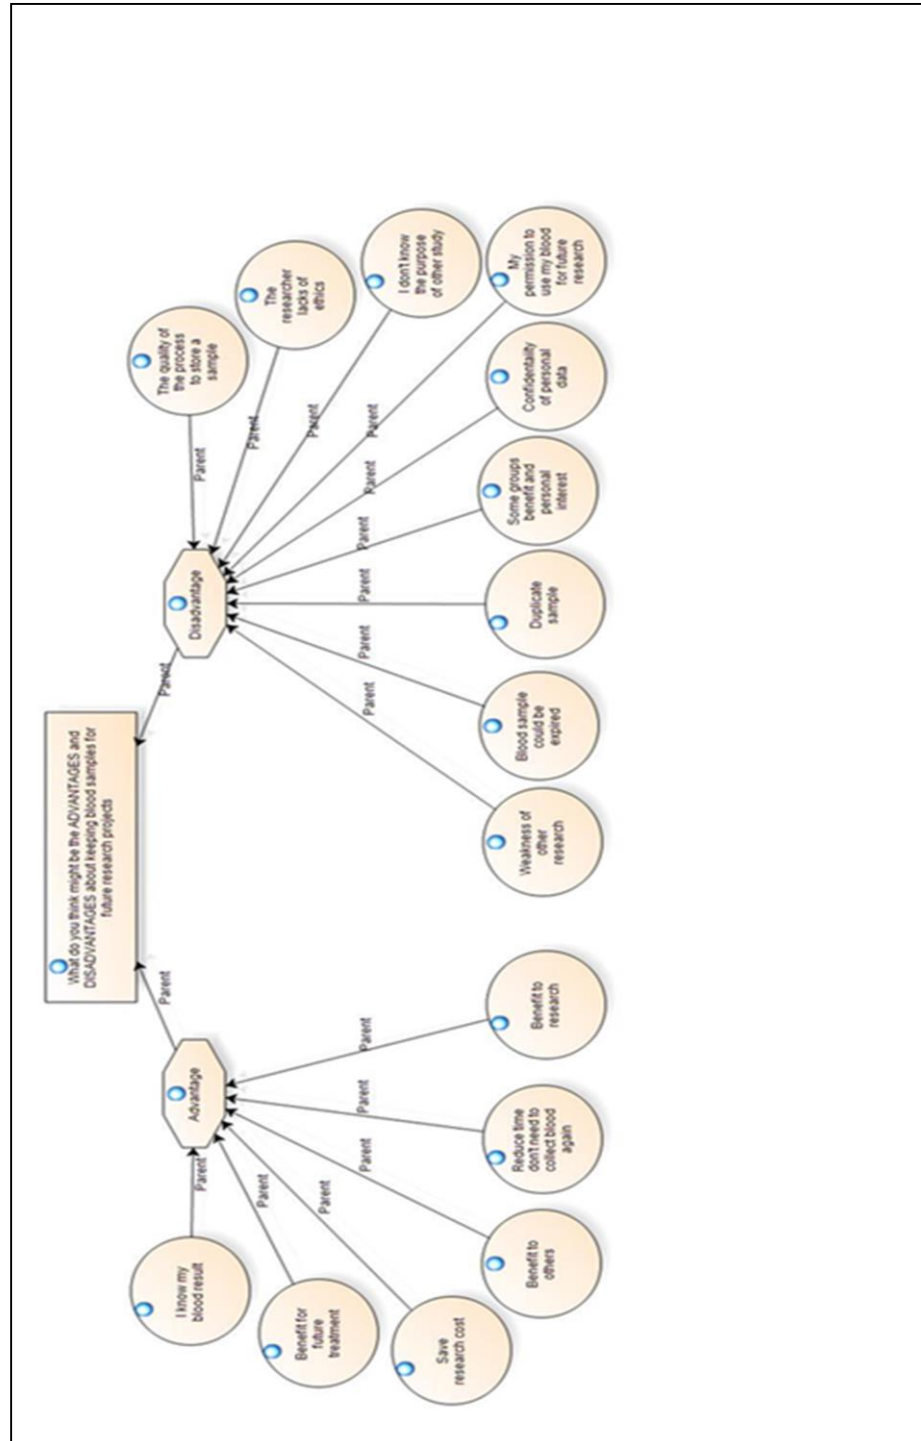 What do you think might be the ADVANTAGES and
DISADVANTAGES about keeping blood samples for
future research projects
Parent
Parent
Advantage
Disadvantage
Parent
I know my
blood result
Parent
Benefit for
future
treatment
Parent
Save
research cost
Parent
Benefit to
others
Parent
Reduce time
don't need to
collect blood
again
Parent
Benefit to
research
Parent
Weakness of
other
research
Parent
Blood sample
could be
expired
Parent
Duplicate
sample
Parent
Some groups
benefit and
personal
interest
Parent
Confidentality
of personal
data
Parent
My
permission to
use my blood
for future
research
Parent
I don't know
the purpose
of other study
Parent
The
researcher
lacks of
ethics
Parent
The quality of
the process
to store a
sample